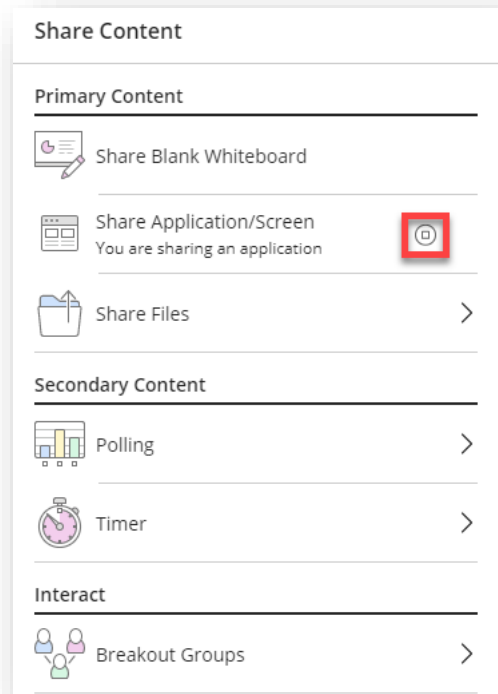 Share Content
Primary Content
Share Blank Whiteboard
Share Application/Screen
You are sharing an application
Share Files
Secondary Content
Polling
Timer
Interact
Breakout Groups